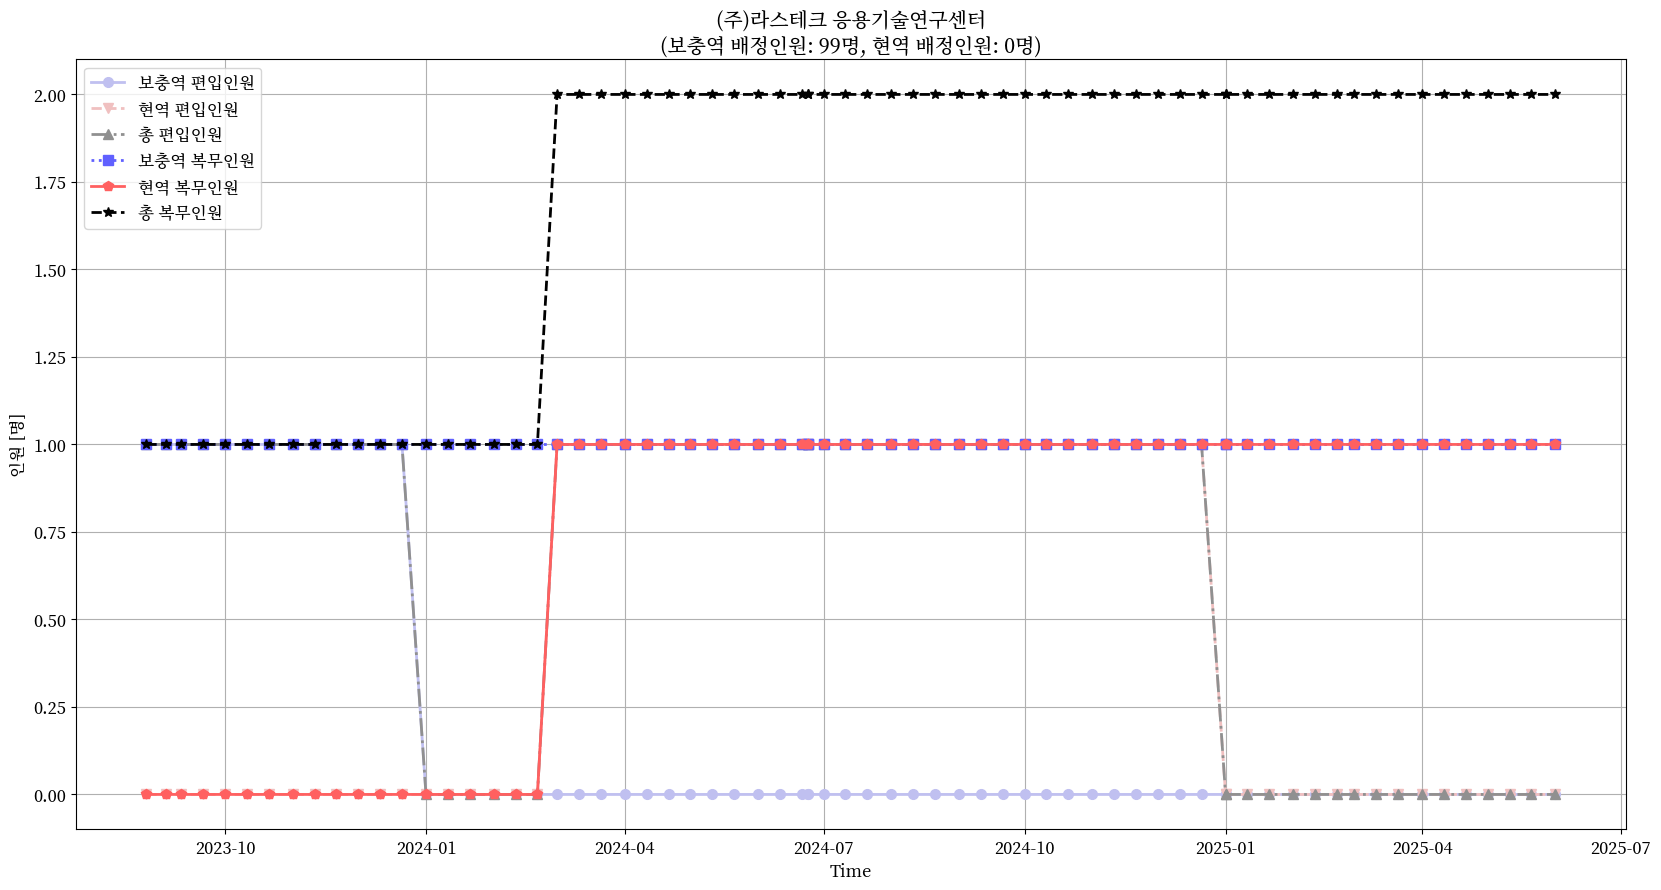 (주)라스테크 응용기술연구센터
(보충역 배정인원: 99명, 현역 배정인원: 0명)
보충역 편입인원
현역 편입인원
총 편입인원
보충역 복무인원
현역 복무인원
총 복무인원
2.00
1.75
1.50
1.25
1.00
0.75
0.50
0.25
0.00
인원 [명]
2023-10
2024-01
2024-04
2024-07
2024-10
2025-01
2025-04
2025-07
Time